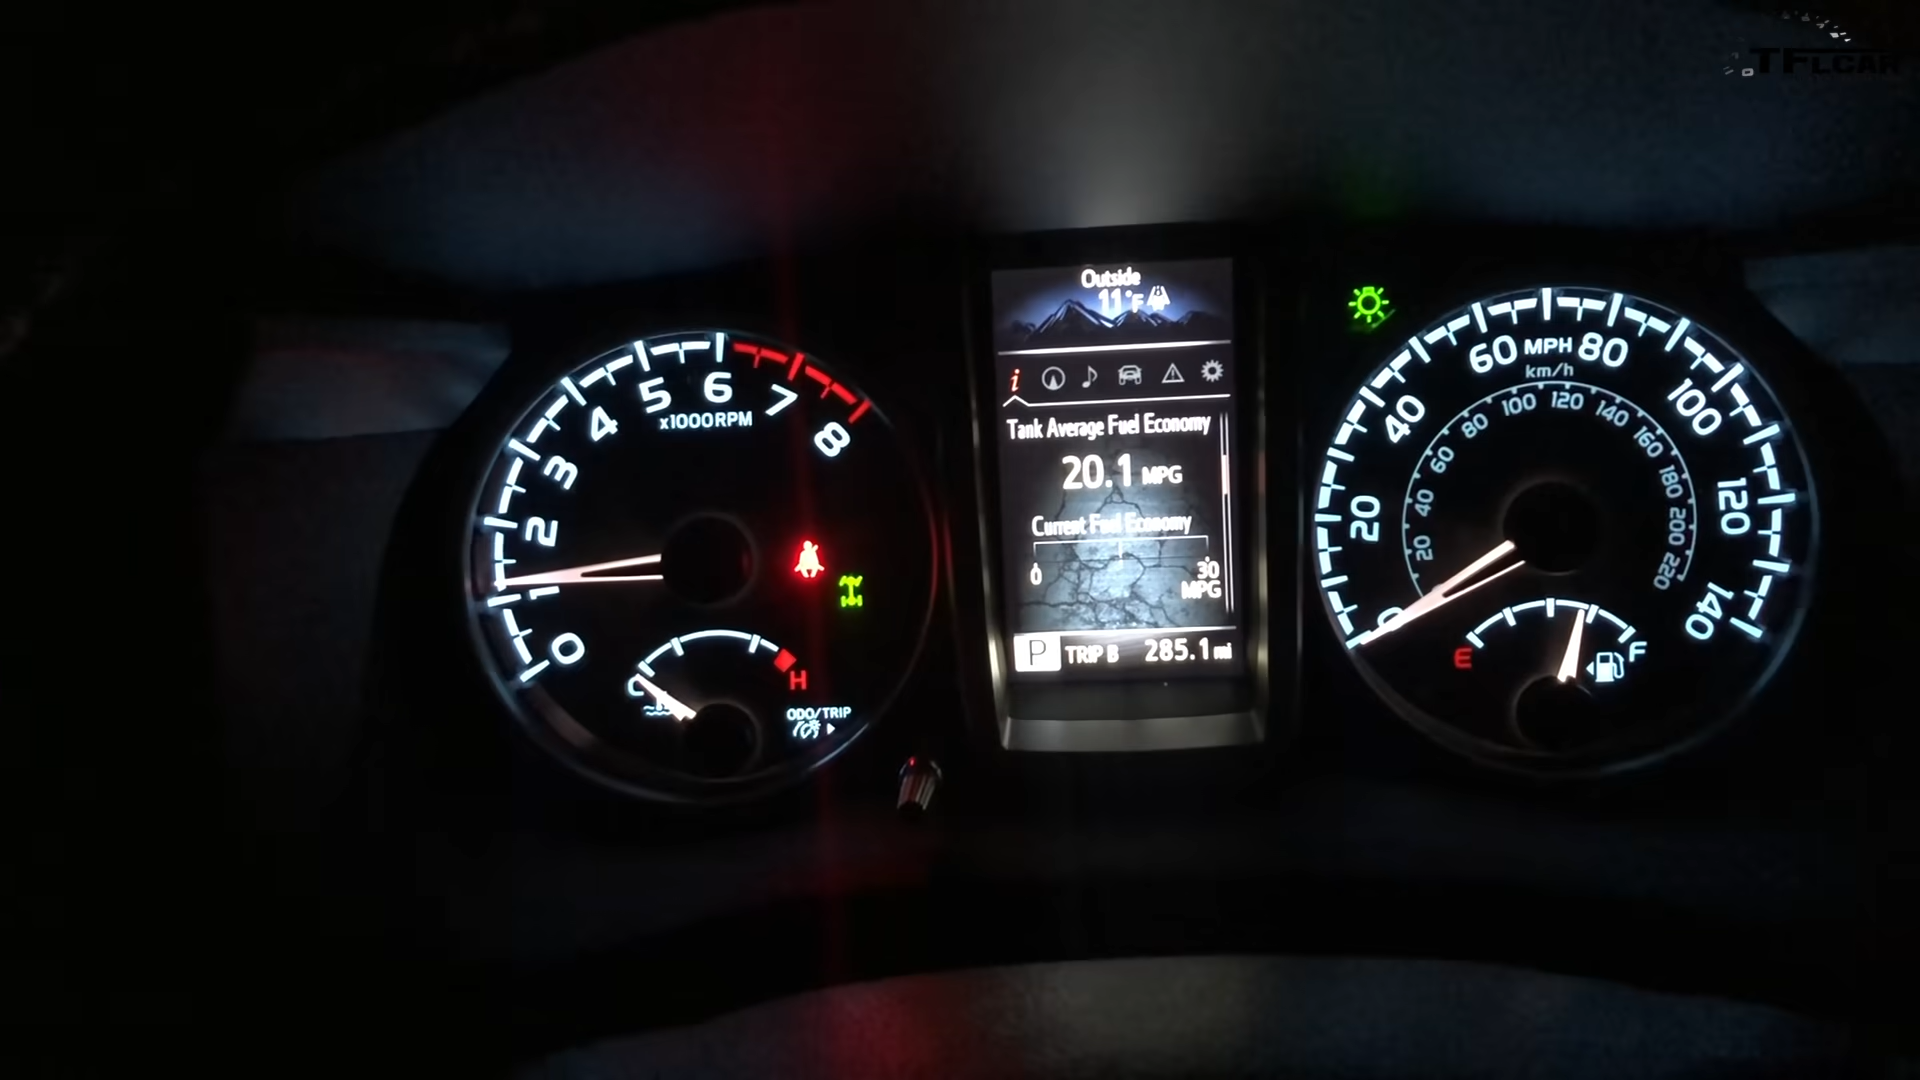 TFLCAR
Outside
11°F
i
Tank Average Fuel Economy
20.1 MPG
Current Fuel Economy
0
30
MPG
P TRIP B 285.1 mi
0
1
2
3
4
5
6
7
8
x1000RPM
C
H
ODO/TRIP
0
20
40
60
MPH
80
100
120
140
km/h
20
40
60
80
100
120
140
160
180
200
220
E
F